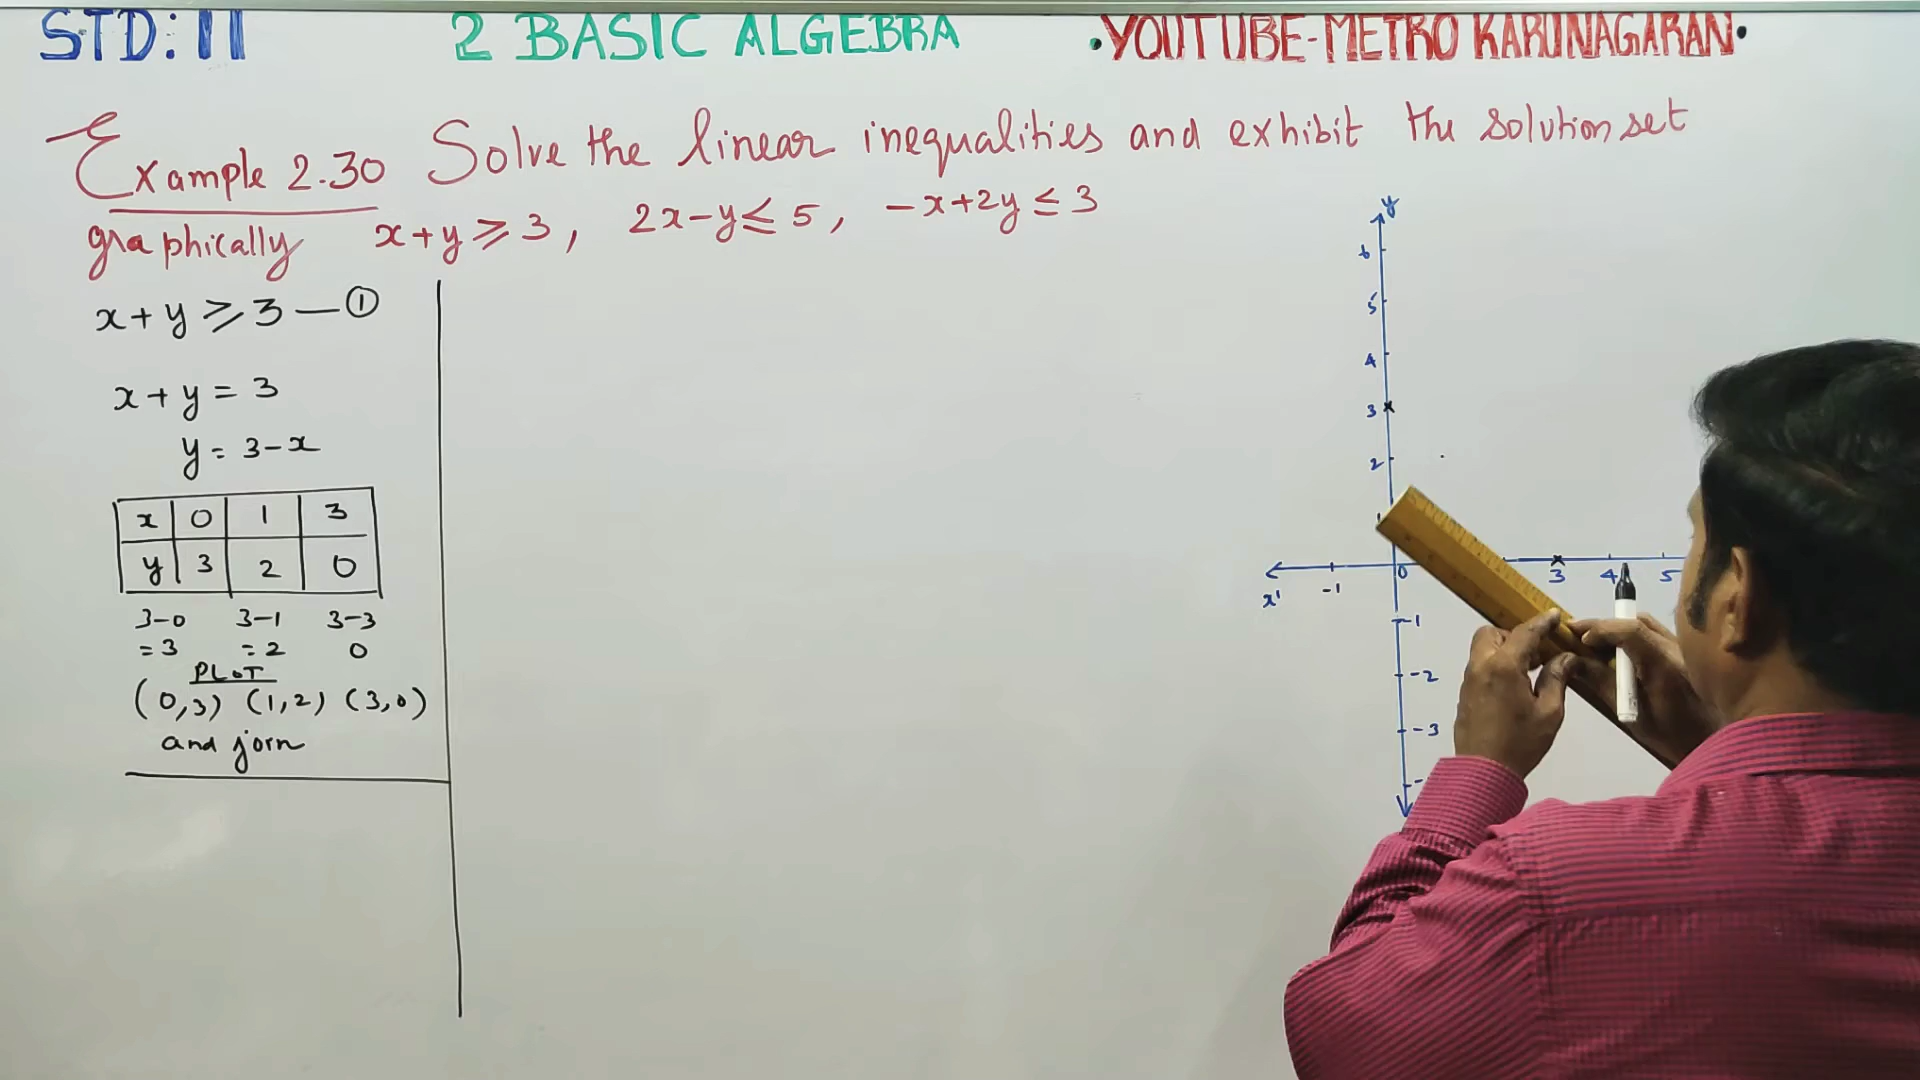 STD: 11 2 BASIC ALGEBRA •YOUTUBE-METRO KARUNAGARAN•
Example 2.30 Solve the linear inequalities and exhibit the solution set
graphically x+y ≥ 3, 2x-y ≤ 5, -x+2y ≤ 3
x+y ≥ 3 — ①
x+y = 3
y = 3-x
x 0 1 3
y 3 2 0
3-0 3-1 3-3
=3 =2 0
PLOT
(0,3) (1,2) (3,0)
and join
y
6
5
4
3
2
1
x' -1 0 3 4 5
-1
-2
-3